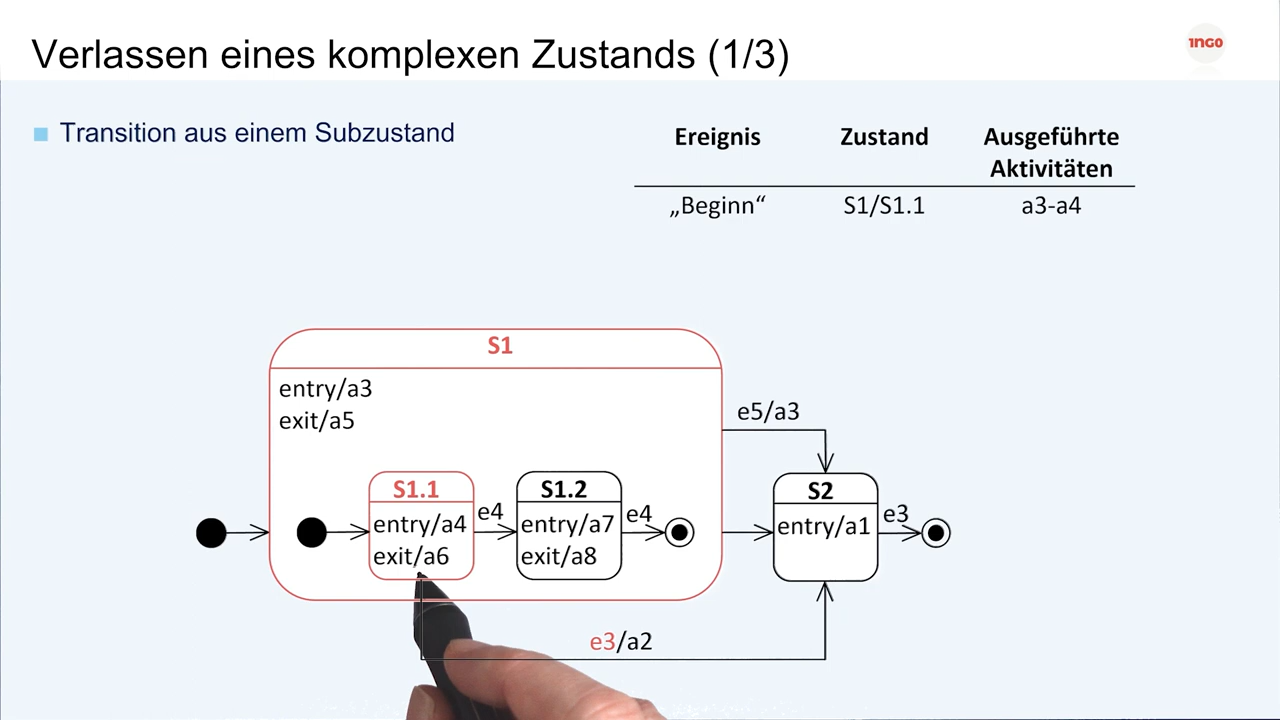 Verlassen eines komplexen Zustands (1/3)
1NGO
Transition aus einem Subzustand
Ereignis Zustand Ausgeführte
Aktivitäten
„Beginn“ S1/S1.1 a3-a4
S1
entry/a3
exit/a5
e5/a3
S1.1
entry/a4
exit/a6
e4
S1.2
entry/a7
exit/a8
e4
S2
entry/a1
e3
e3/a2